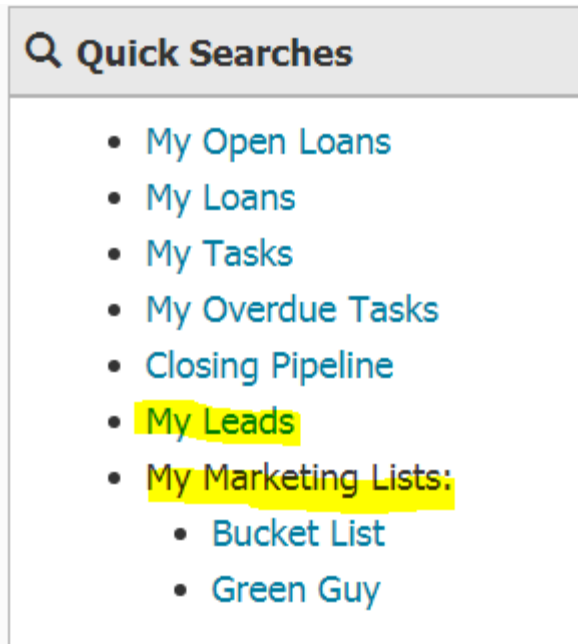 Quick Searches
My Open Loans
My Loans
My Tasks
My Overdue Tasks
Closing Pipeline
My Leads
My Marketing Lists:
Bucket List
Green Guy